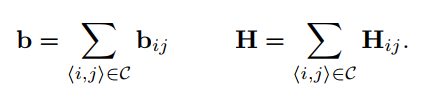 b = ∑ b_{ij}    H = ∑ H_{ij}.
⟨i,j⟩∈𝒞    ⟨i,j⟩∈𝒞